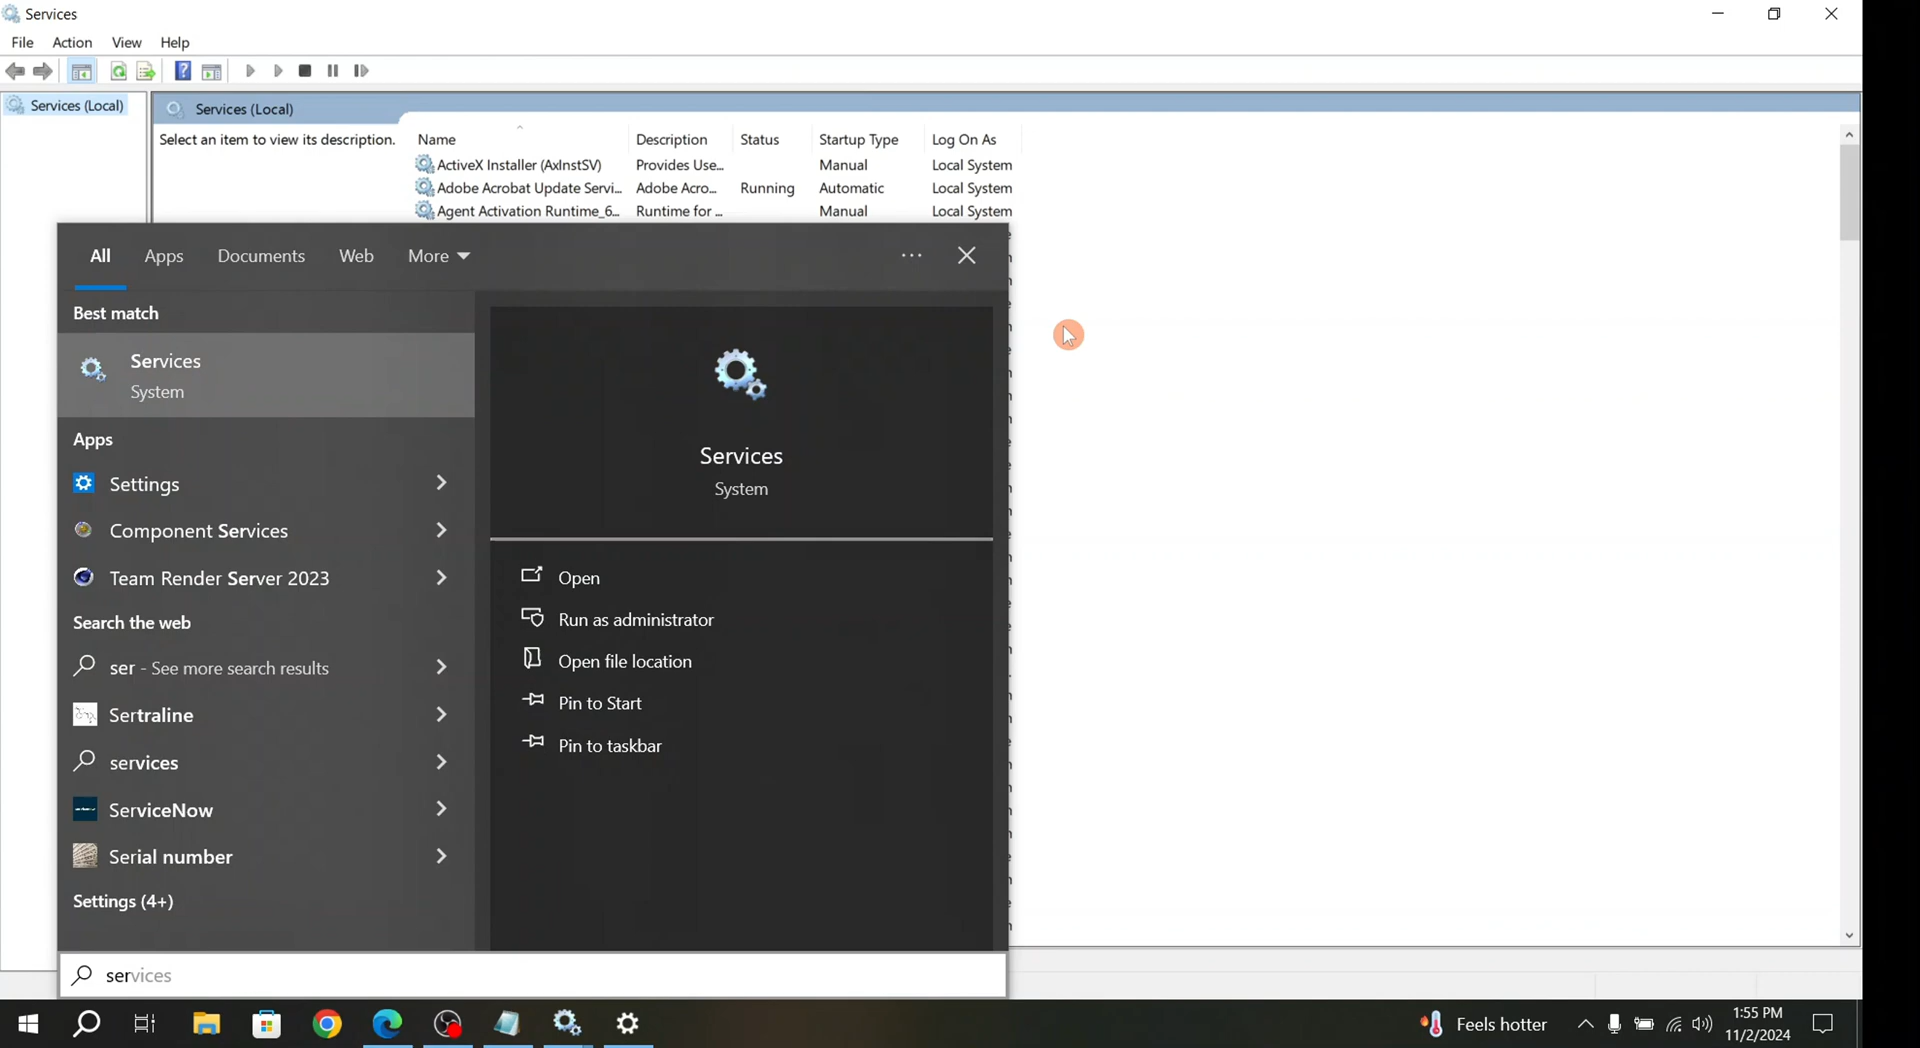 Services
File Action View Help
Services (Local)
Services (Local)
Select an item to view its description.
Name Description Status Startup Type Log On As
ActiveX Installer (AxInstSV) Provides Use... Manual Local System
Adobe Acrobat Update Servi... Adobe Acro... Running Automatic Local System
Agent Activation Runtime_6... Runtime for ... Manual Local System
All Apps Documents Web More
Best match
Services
System
Apps
Settings
Component Services
Team Render Server 2023
Search the web
ser - See more search results
Sertraline
services
ServiceNow
Serial number
Settings (4+)
Services
System
Open
Run as administrator
Open file location
Pin to Start
Pin to taskbar
services
Feels hotter
1:55 PM
11/2/2024